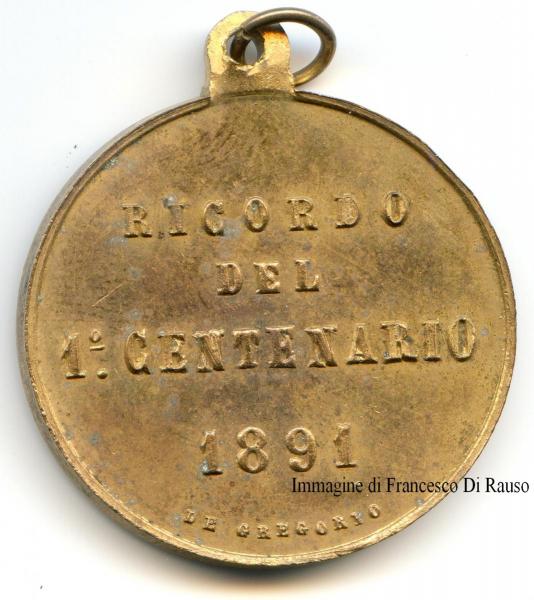 RICORDO
DEL
1º. CENTENARIO
1891
Immagine di Francesco Di Rauso
DE GREGORIO